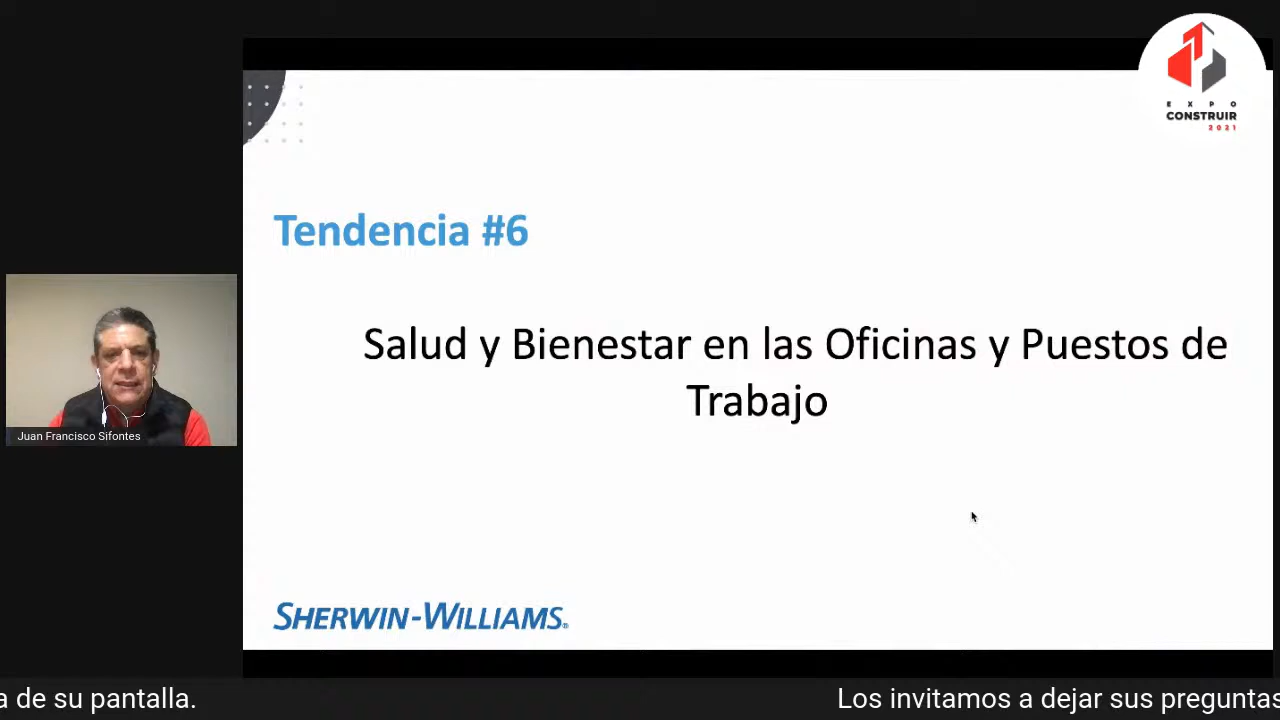 EXPO
CONSTRUIR
2021
Tendencia #6
Salud y Bienestar en las Oficinas y Puestos de
Trabajo
Juan Francisco Sifontes
SHERWIN-WILLIAMS®
a de su pantalla.
Los invitamos a dejar sus preguntas